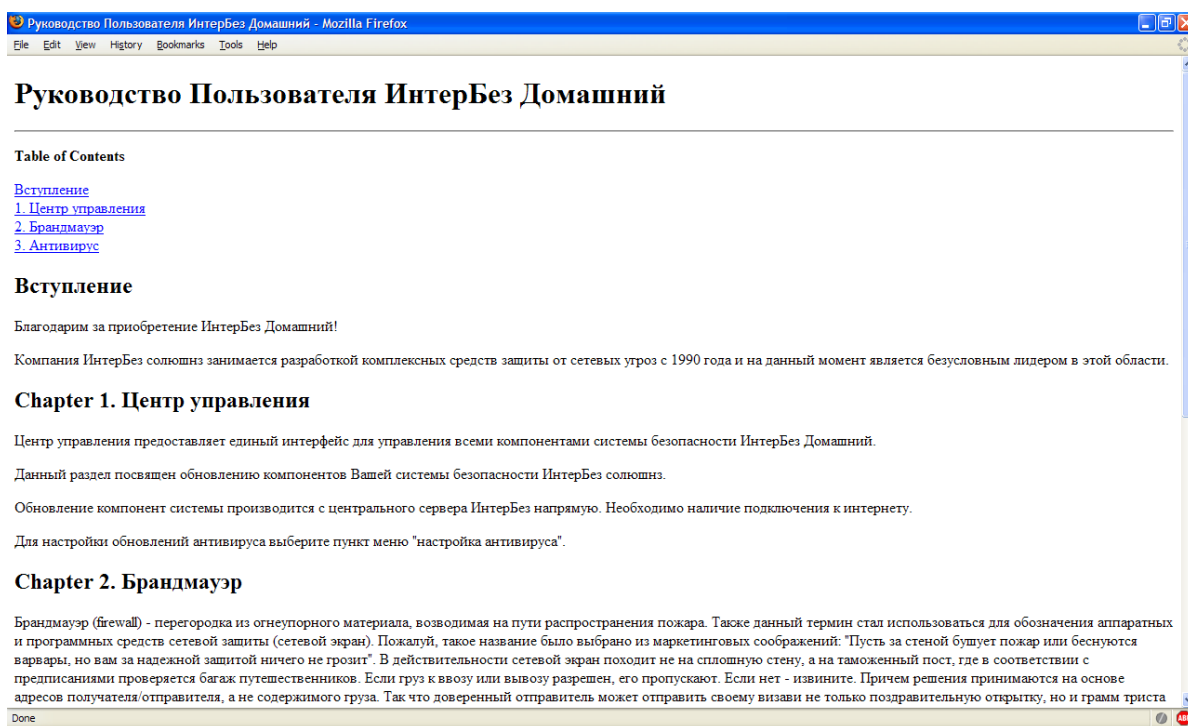 Руководство Пользователя ИнтерБез Домашний - Mozilla Firefox
File Edit View History Bookmarks Tools Help
Руководство Пользователя ИнтерБез Домашний
Table of Contents
Вступление
1. Центр управления
2. Брандмауэр
3. Антивирус
Вступление
Благодарим за приобретение ИнтерБез Домашний!
Компания ИнтерБез солюшнз занимается разработкой комплексных средств защиты от сетевых угроз с 1990 года и на данный момент является безусловным лидером в этой области.
Chapter 1. Центр управления
Центр управления предоставляет единый интерфейс для управления всеми компонентами системы безопасности ИнтерБез Домашний.
Данный раздел посвящен обновлению компонентов Вашей системы безопасности ИнтерБез солюшнз.
Обновление компонент системы производится с центрального сервера ИнтерБез напрямую. Необходимо наличие подключения к интернету.
Для настройки обновлений антивируса выберите пункт меню "настройка антивируса".
Chapter 2. Брандмауэр
Брандмауэр (firewall) - перегородка из огнеупорного материала, возводимая на пути распространения пожара. Также данный термин стал использоваться для обозначения аппаратных
и программных средств сетевой защиты (сетевой экран). Пожалуй, такое название было выбрано из маркетинговых соображений: "Пусть за стеной бушует пожар или беснуются
варвары, но вам за надежной защитой ничего не грозит". В действительности сетевой экран походит не на сплошную стену, а на таможенный пост, где в соответствии с
предписаниями проверяется багаж путешественников. Если груз к ввозу или вывозу разрешен, его пропускают. Если нет - извините. Причем решения принимаются на основе
адресов получателя/отправителя, а не содержимого груза. Так что доверенный отправитель может отправить своему визави не только поздравительную открытку, но и грамм триста
Done
ABP